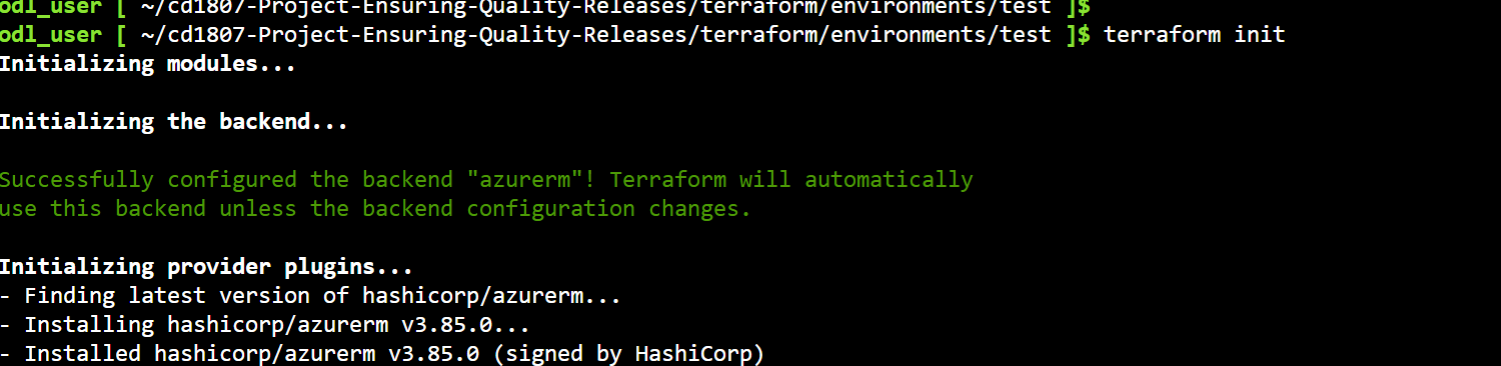 odl_user [ ~/cd1807-Project-Ensuring-Quality-Releases/terraform/environments/test ]$
odl_user [ ~/cd1807-Project-Ensuring-Quality-Releases/terraform/environments/test ]$ terraform init
Initializing modules...
Initializing the backend...
Successfully configured the backend "azurerm"! Terraform will automatically
use this backend unless the backend configuration changes.
Initializing provider plugins...
- Finding latest version of hashicorp/azurerm...
- Installing hashicorp/azurerm v3.85.0...
- Installed hashicorp/azurerm v3.85.0 (signed by HashiCorp)